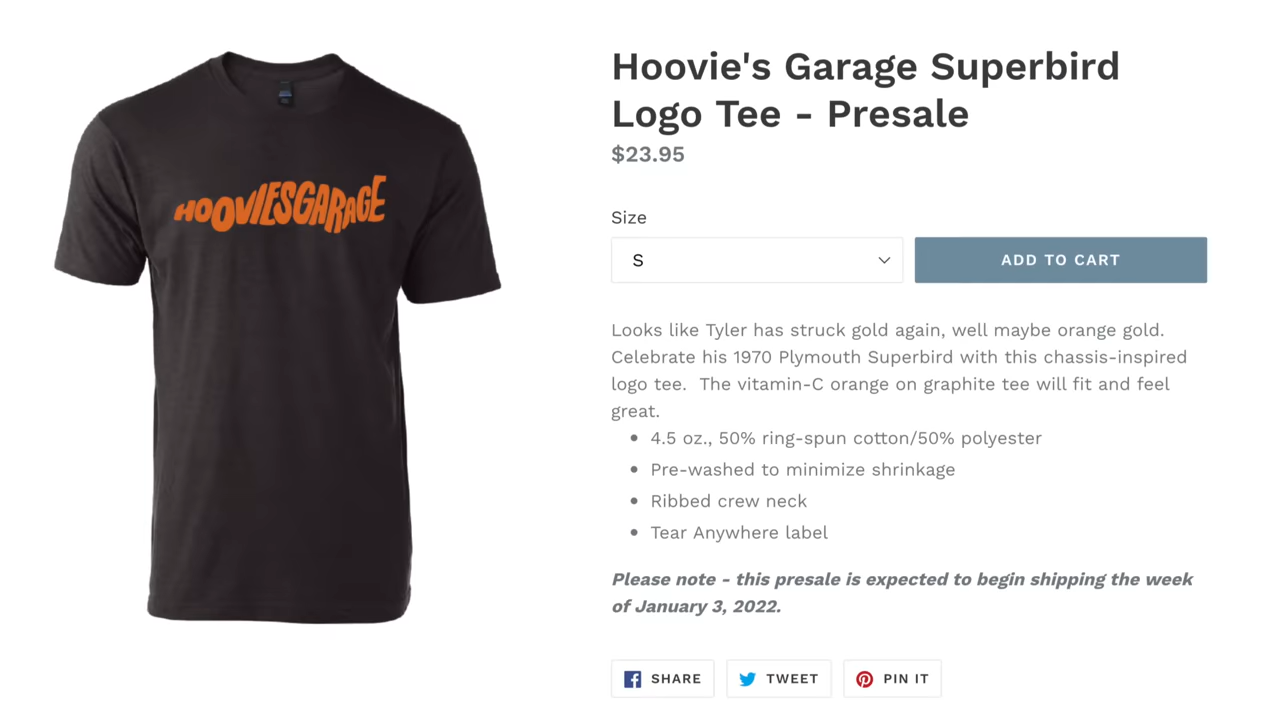 HOOVIESGARAGE
Hoovie's Garage Superbird
Logo Tee - Presale
$23.95
Size
S
ADD TO CART
Looks like Tyler has struck gold again, well maybe orange gold.
Celebrate his 1970 Plymouth Superbird with this chassis-inspired
logo tee.  The vitamin-C orange on graphite tee will fit and feel
great.
4.5 oz., 50% ring-spun cotton/50% polyester
Pre-washed to minimize shrinkage
Ribbed crew neck
Tear Anywhere label
Please note - this presale is expected to begin shipping the week
of January 3, 2022.
SHARE
TWEET
PIN IT